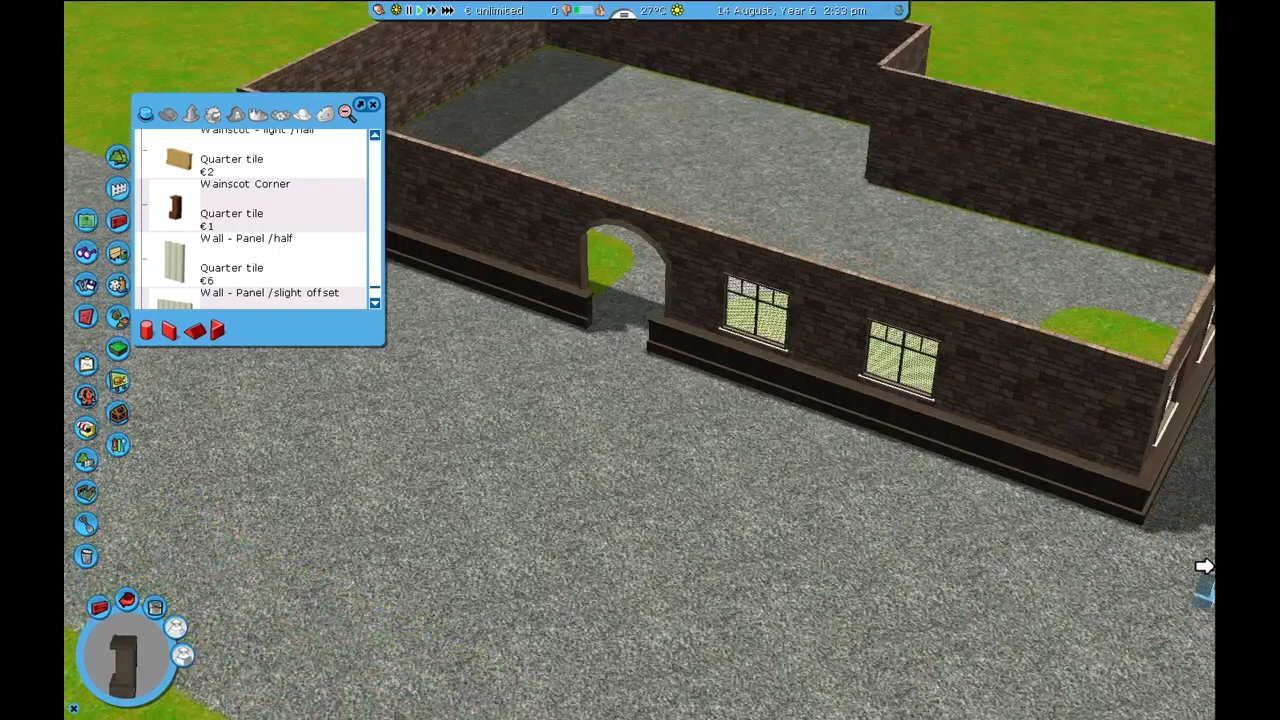 € unlimited
0
27°C
14 August, Year 6 2:33 pm
Wainscot - light /half
Quarter tile
€2
Wainscot Corner
Quarter tile
€1
Wall - Panel /half
Quarter tile
€6
Wall - Panel /slight offset